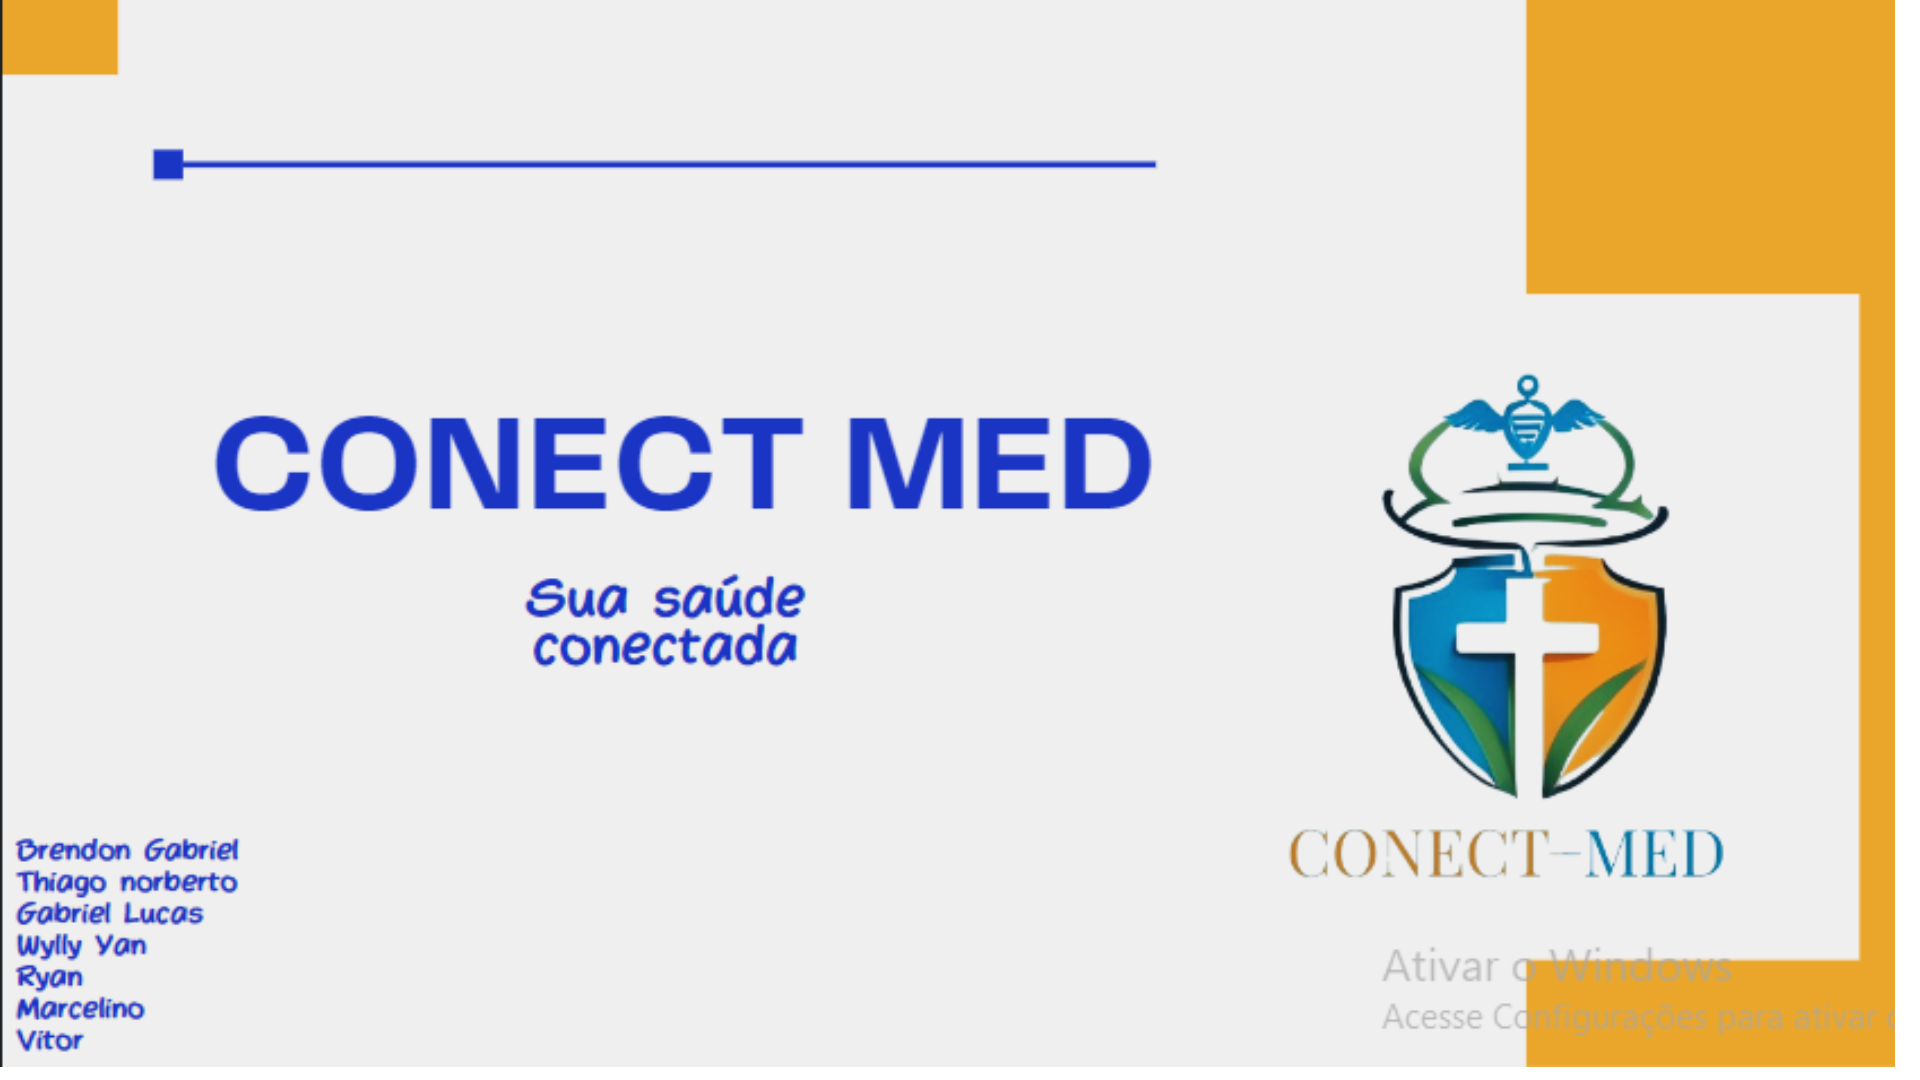 CONECT MED
Sua saúde
conectada
CONECT-MED
Brendon Gabriel
Thiago norberto
Gabriel Lucas
Wylly Yan
Ryan
Marcelino
Vitor
Ativar o Windows
Acesse Configurações para ativar